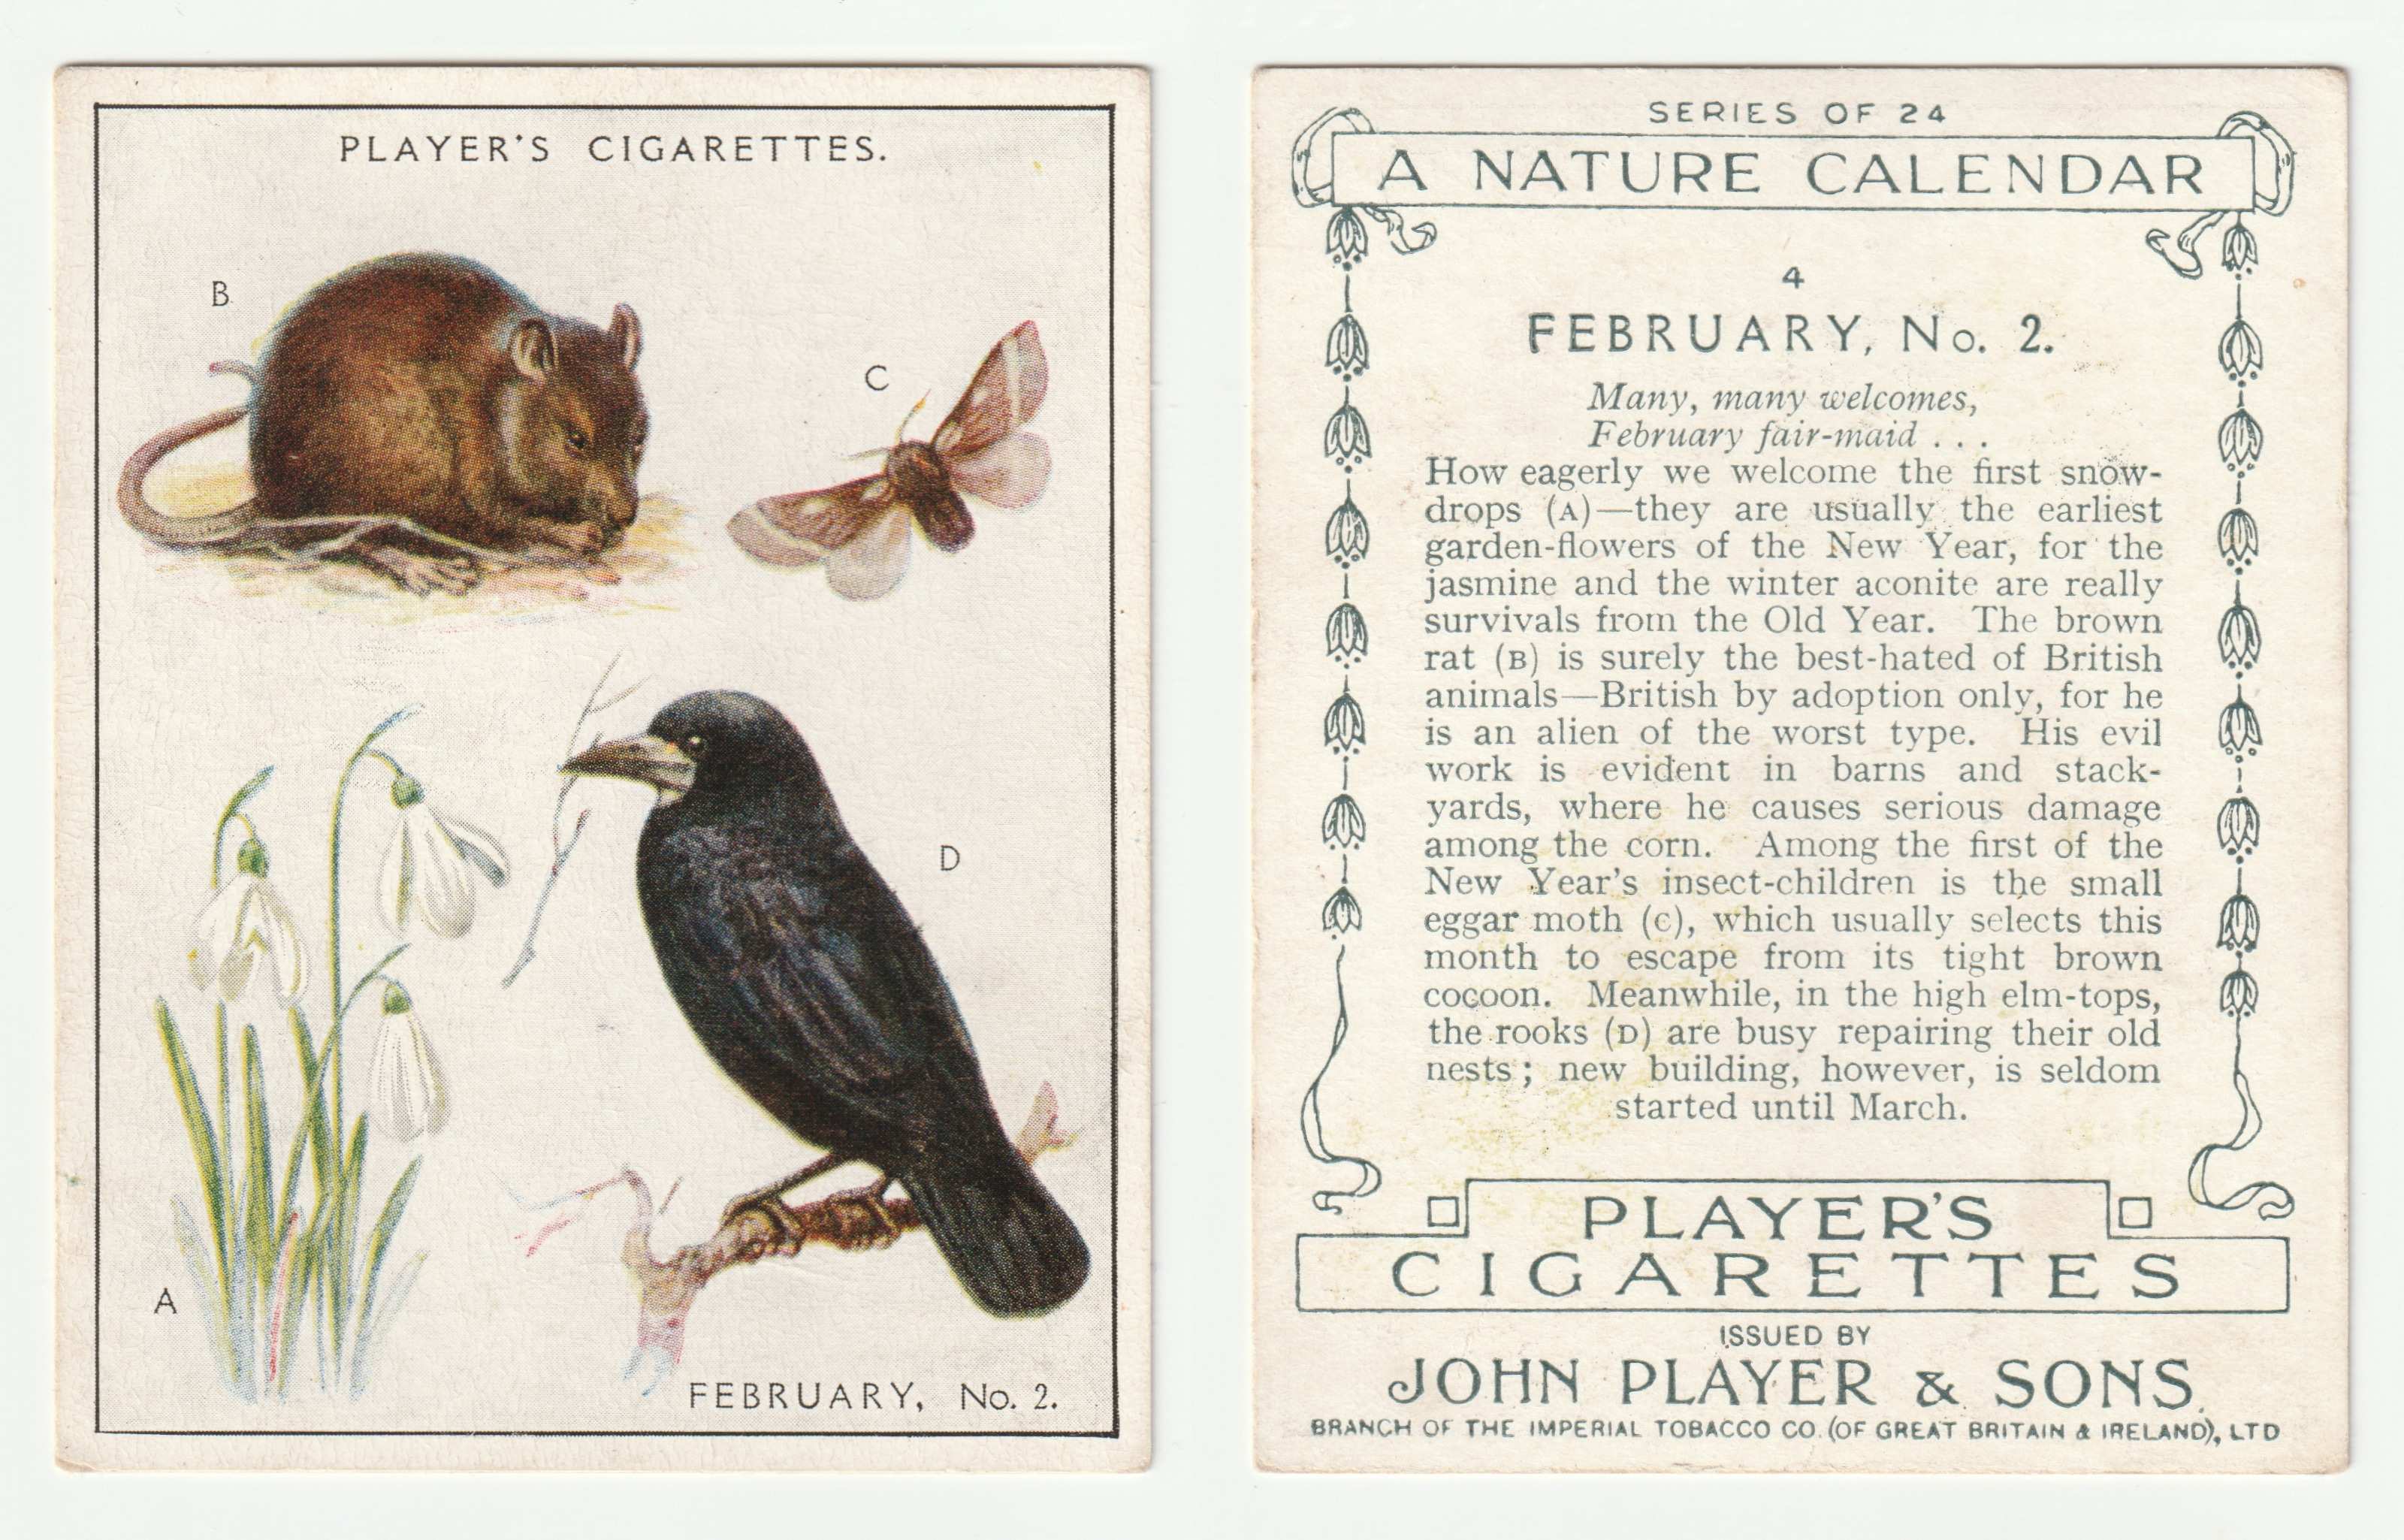 PLAYER'S CIGARETTES.
B
C
D
A
FEBRUARY, No. 2.
SERIES OF 24
A NATURE CALENDAR
4
FEBRUARY, No. 2.
Many, many welcomes,
February fair-maid . . .
How eagerly we welcome the first snow-
drops (A)—they are usually the earliest
garden-flowers of the New Year, for the
jasmine and the winter aconite are really
survivals from the Old Year. The brown
rat (B) is surely the best-hated of British
animals—British by adoption only, for he
is an alien of the worst type. His evil
work is evident in barns and stack-
yards, where he causes serious damage
among the corn. Among the first of the
New Year's insect-children is the small
eggar moth (C), which usually selects this
month to escape from its tight brown
cocoon. Meanwhile, in the high elm-tops,
the rooks (D) are busy repairing their old
nests; new building, however, is seldom
started until March.
PLAYER'S
CIGARETTES
ISSUED BY
JOHN PLAYER & SONS.
BRANCH OF THE IMPERIAL TOBACCO CO. (OF GREAT BRITAIN & IRELAND), LTD